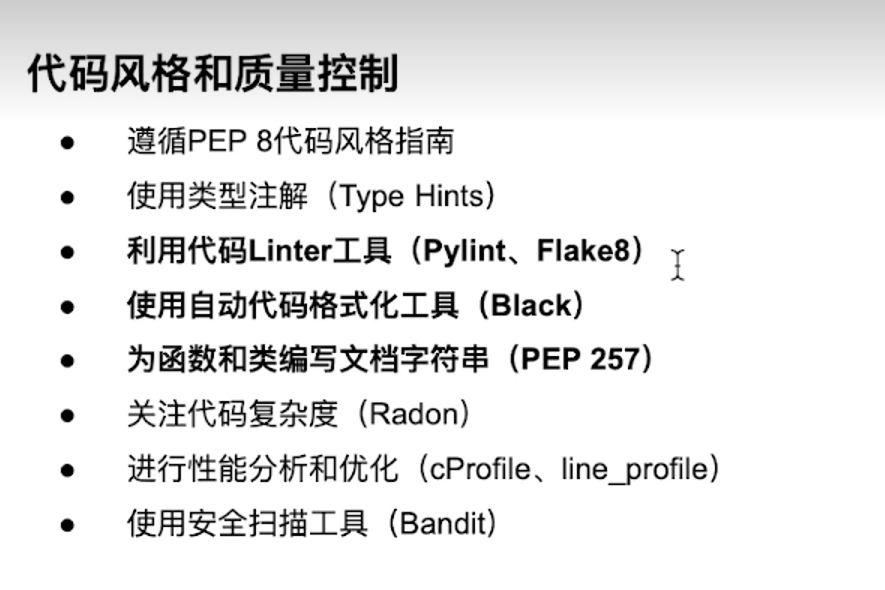 代码风格和质量控制
● 遵循PEP 8代码风格指南
● 使用类型注解（Type Hints）
● 利用代码Linter工具（Pylint、Flake8）
● 使用自动代码格式化工具（Black）
● 为函数和类编写文档字符串（PEP 257）
● 关注代码复杂度（Radon）
● 进行性能分析和优化（cProfile、line_profile）
● 使用安全扫描工具（Bandit）